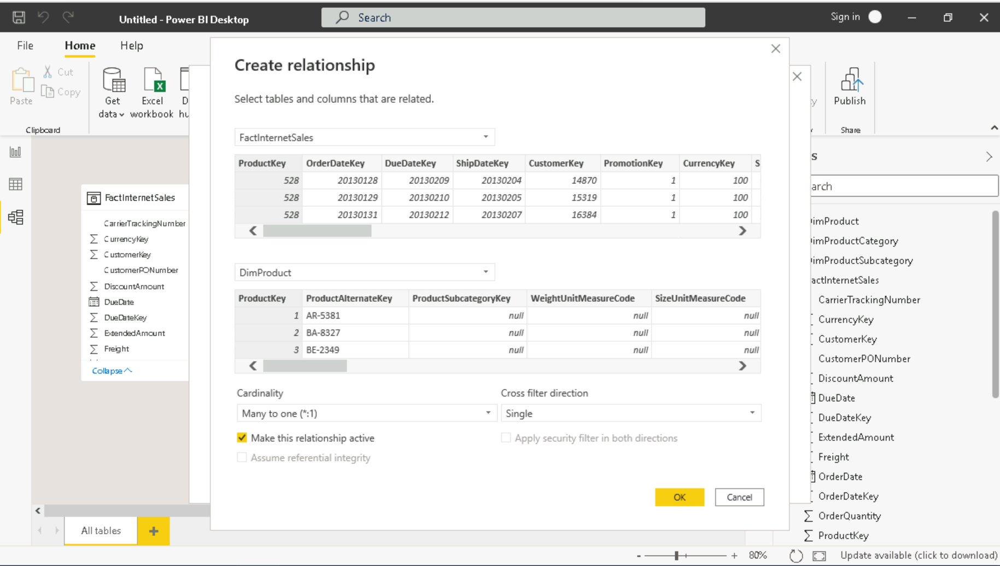 Untitled - Power BI Desktop
Search
Sign in
File
Home
Help
Cut
Copy
Paste
Get
data
Excel
workbook
Clipboard
Publish
Share
Create relationship
Select tables and columns that are related.
FactInternetSales
ProductKey OrderDateKey DueDateKey ShipDateKey CustomerKey PromotionKey CurrencyKey S
528 20130128 20130209 20130204 14870 1 100
528 20130129 20130210 20130205 15319 1 100
528 20130131 20130212 20130207 16384 1 100
DimProduct
ProductKey ProductAlternateKey ProductSubcategoryKey WeightUnitMeasureCode SizeUnitMeasureCode
1 AR-5381 null null null
2 BA-8327 null null null
3 BE-2349 null null null
Cardinality
Many to one (*:1)
Cross filter direction
Single
Make this relationship active
Apply security filter in both directions
Assume referential integrity
OK
Cancel
FactInternetSales
CarrierTrackingNumber
CurrencyKey
CustomerKey
CustomerPONumber
DiscountAmount
DueDate
DueDateKey
ExtendedAmount
Freight
Collapse
s
arch
imProduct
imProductCategory
imProductSubcategory
actInternetSales
CarrierTrackingNumber
CurrencyKey
CustomerKey
CustomerPONumber
DiscountAmount
DueDate
DueDateKey
ExtendedAmount
Freight
OrderDate
OrderDateKey
OrderQuantity
ProductKey
All tables
- + 80%
Update available (click to download)